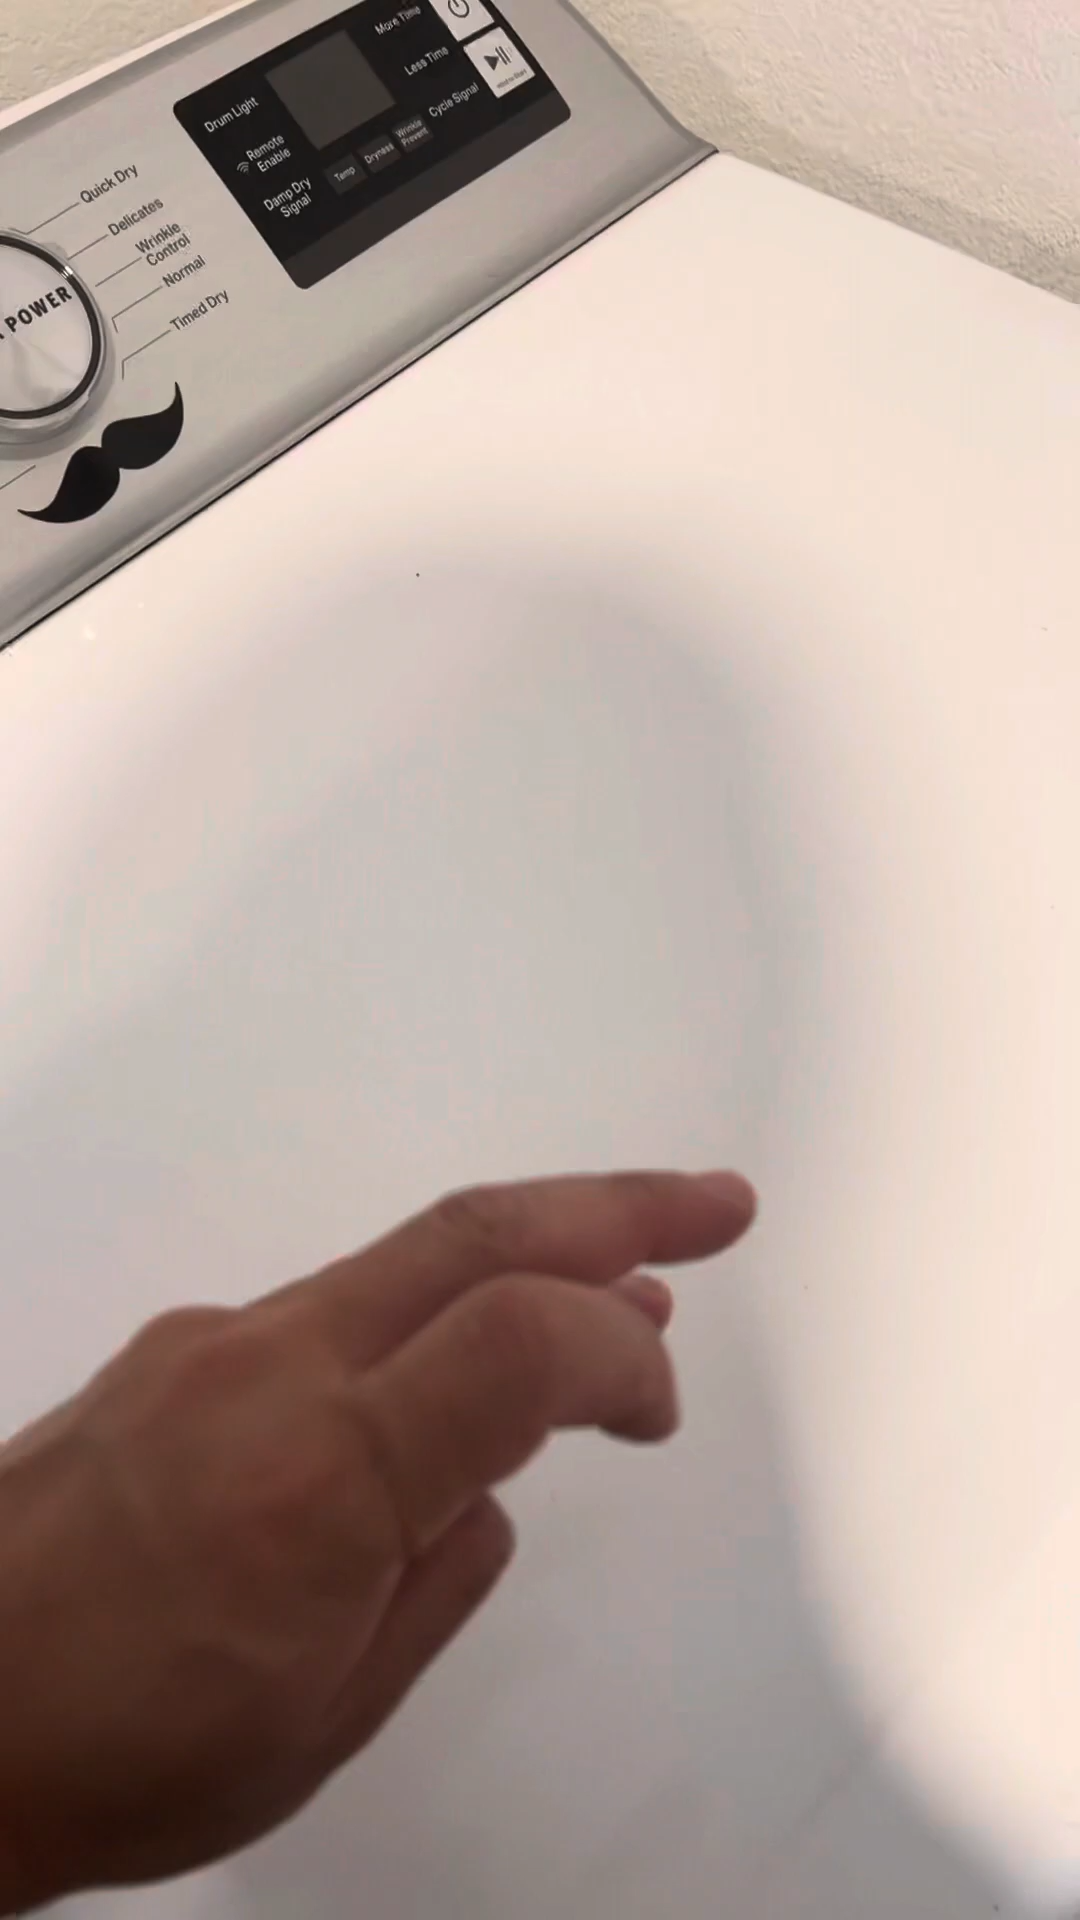 More Time
Less Time
Cycle Signal
Drum Light
Remote
Enable
Damp Dry
Signal
Temp
Dryness
Wrinkle
Prevent
Quick Dry
Delicates
Wrinkle
Control
Normal
Timed Dry
POWER